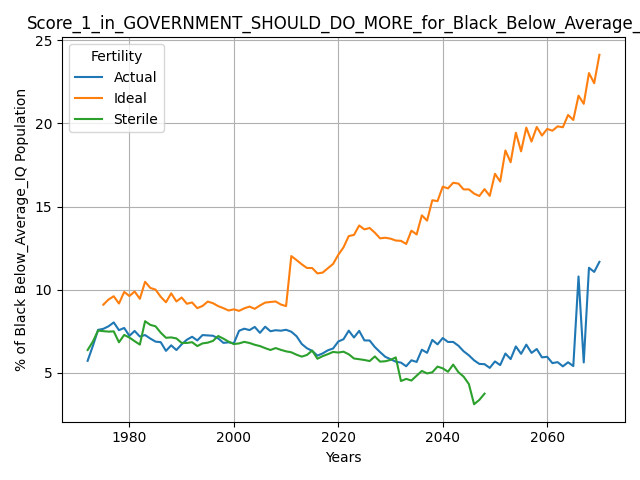 Score_1_in_GOVERNMENT_SHOULD_DO_MORE_for_Black_Below_Average_
25
Fertility
Actual
Ideal
Sterile
20
15
10
5
% of Black Below_Average_IQ Population
1980
2000
2020
2040
2060
Years